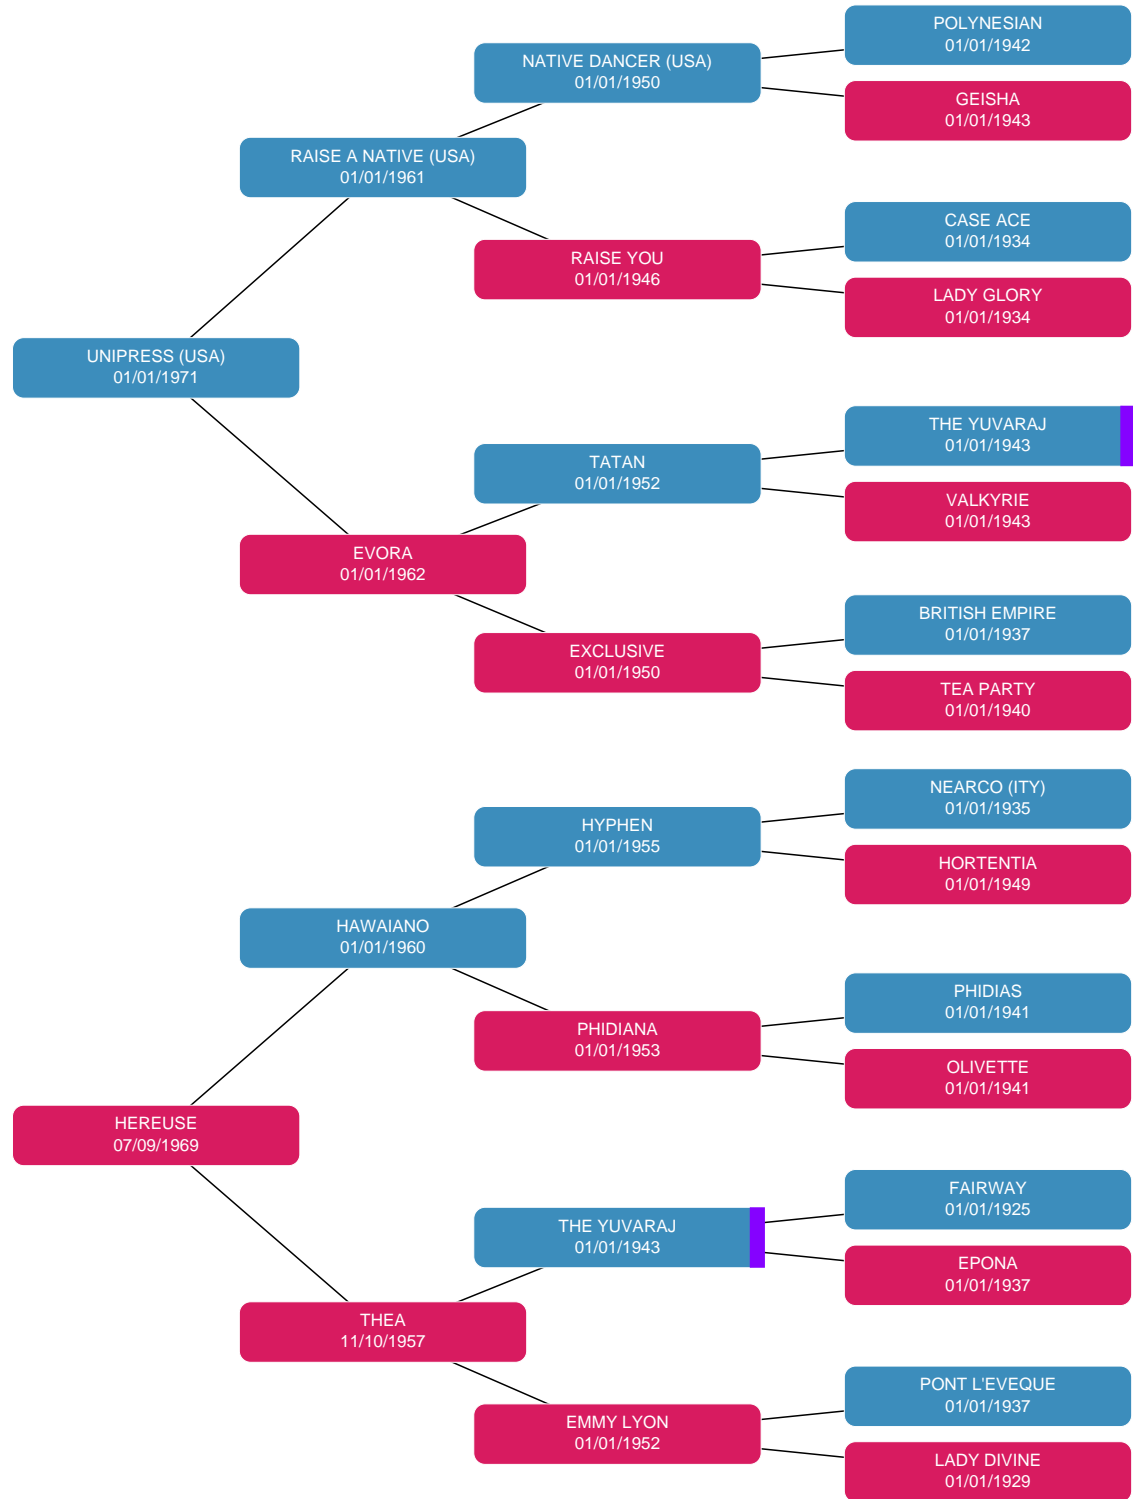 POLYNESIAN
01/01/1942
NATIVE DANCER (USA)
01/01/1950
GEISHA
01/01/1943
RAISE A NATIVE (USA)
01/01/1961
CASE ACE
01/01/1934
RAISE YOU
01/01/1946
LADY GLORY
01/01/1934
UNIPRESS (USA)
01/01/1971
THE YUVARAJ
01/01/1943
TATAN
01/01/1952
VALKYRIE
01/01/1943
EVORA
01/01/1962
BRITISH EMPIRE
01/01/1937
EXCLUSIVE
01/01/1950
TEA PARTY
01/01/1940
NEARCO (ITY)
01/01/1935
HYPHEN
01/01/1955
HORTENTIA
01/01/1949
HAWAIANO
01/01/1960
PHIDIAS
01/01/1941
PHIDIANA
01/01/1953
OLIVETTE
01/01/1941
HEREUSE
07/09/1969
FAIRWAY
01/01/1925
THE YUVARAJ
01/01/1943
EPONA
01/01/1937
THEA
11/10/1957
PONT L'EVEQUE
01/01/1937
EMMY LYON
01/01/1952
LADY DIVINE
01/01/1929